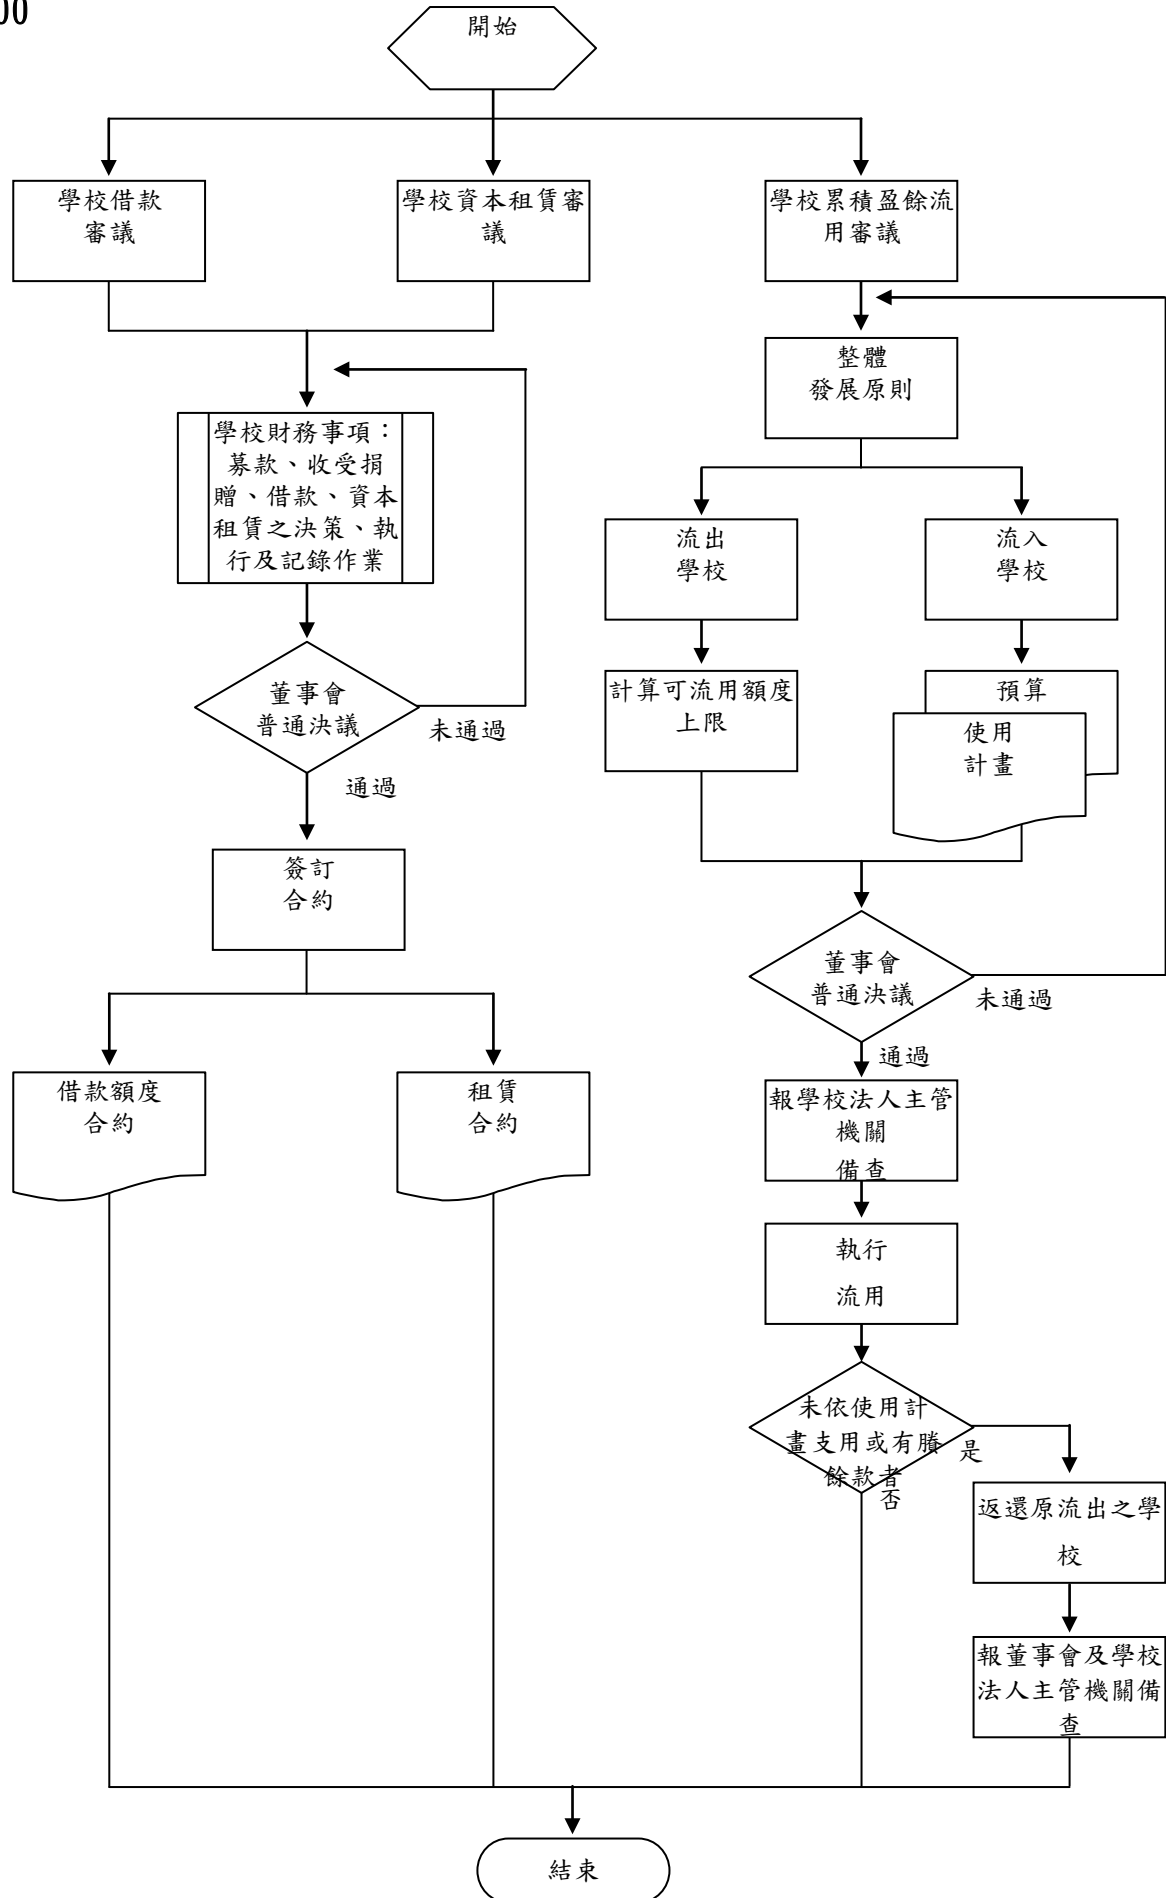 00
開始
學校借款
審議
學校資本租賃審
議
學校累積盈餘流
用審議
整體
發展原則
學校財務事項：
募款、收受捐
贈、借款、資本
租賃之決策、執
行及記錄作業
流出
學校
流入
學校
計算可流用額度
上限
預算
使用
計畫
董事會
普通決議
未通過
通過
簽訂
合約
董事會
普通決議
未通過
通過
借款額度
合約
租賃
合約
報學校法人主管
機關
備查
執行
流用
未依使用計
畫支用或有賸
餘款者
是
否
返還原流出之學
校
報董事會及學校
法人主管機關備
查
結束